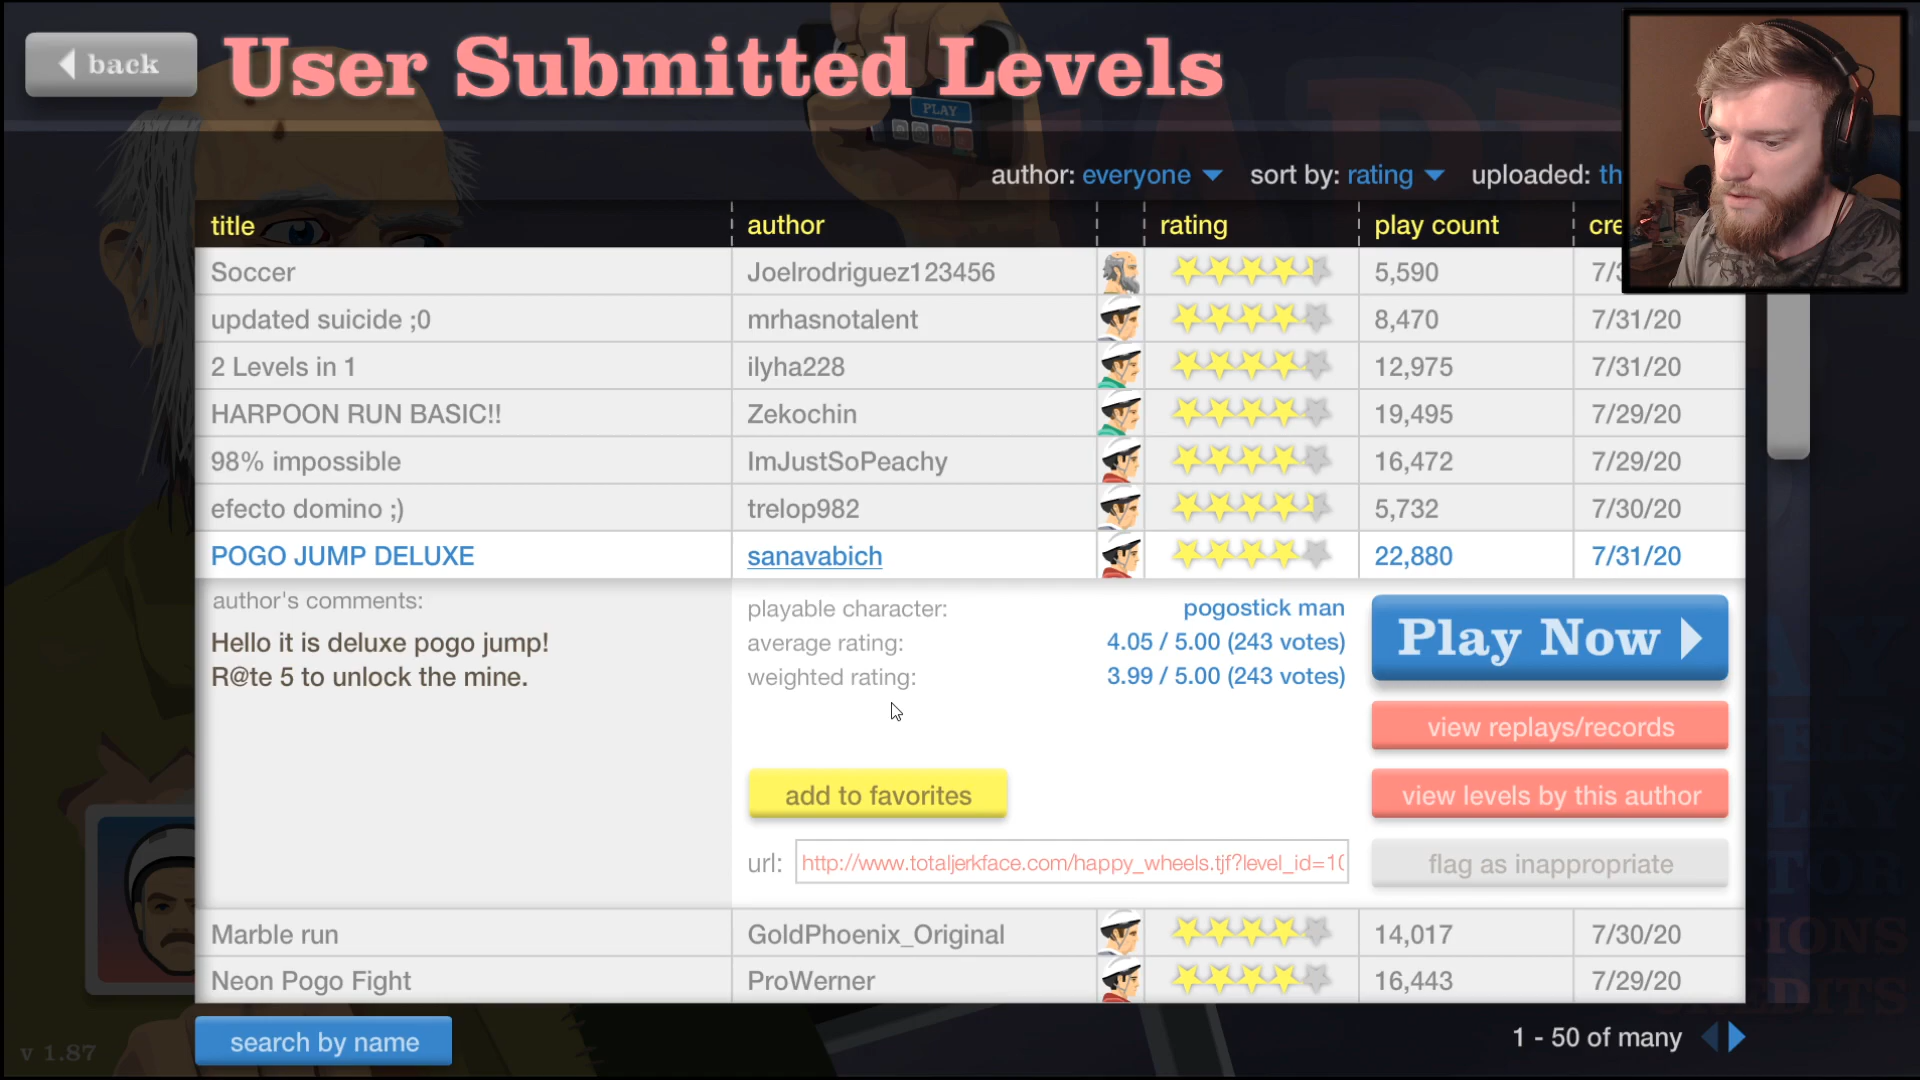 back
User Submitted Levels
PLAY
author: everyone sort by: rating uploaded: th
title author rating play count cre
Soccer Joelrodriguez123456 5,590 7/3
updated suicide ;0 mrhasnotalent 8,470 7/31/20
2 Levels in 1 ilyha228 12,975 7/31/20
HARPOON RUN BASIC!! Zekochin 19,495 7/29/20
98% impossible ImJustSoPeachy 16,472 7/29/20
efecto domino ;) trelop982 5,732 7/30/20
POGO JUMP DELUXE sanavabich 22,880 7/31/20
author's comments:
Hello it is deluxe pogo jump!
R@te 5 to unlock the mine.
playable character: pogostick man
average rating: 4.05 / 5.00 (243 votes)
weighted rating: 3.99 / 5.00 (243 votes)
Play Now
view replays/records
add to favorites
view levels by this author
url: http://www.totaljerkface.com/happy_wheels.tjf?level_id=1(
flag as inappropriate
Marble run GoldPhoenix_Original 14,017 7/30/20
Neon Pogo Fight ProWerner 16,443 7/29/20
search by name
1 - 50 of many
v 1.87